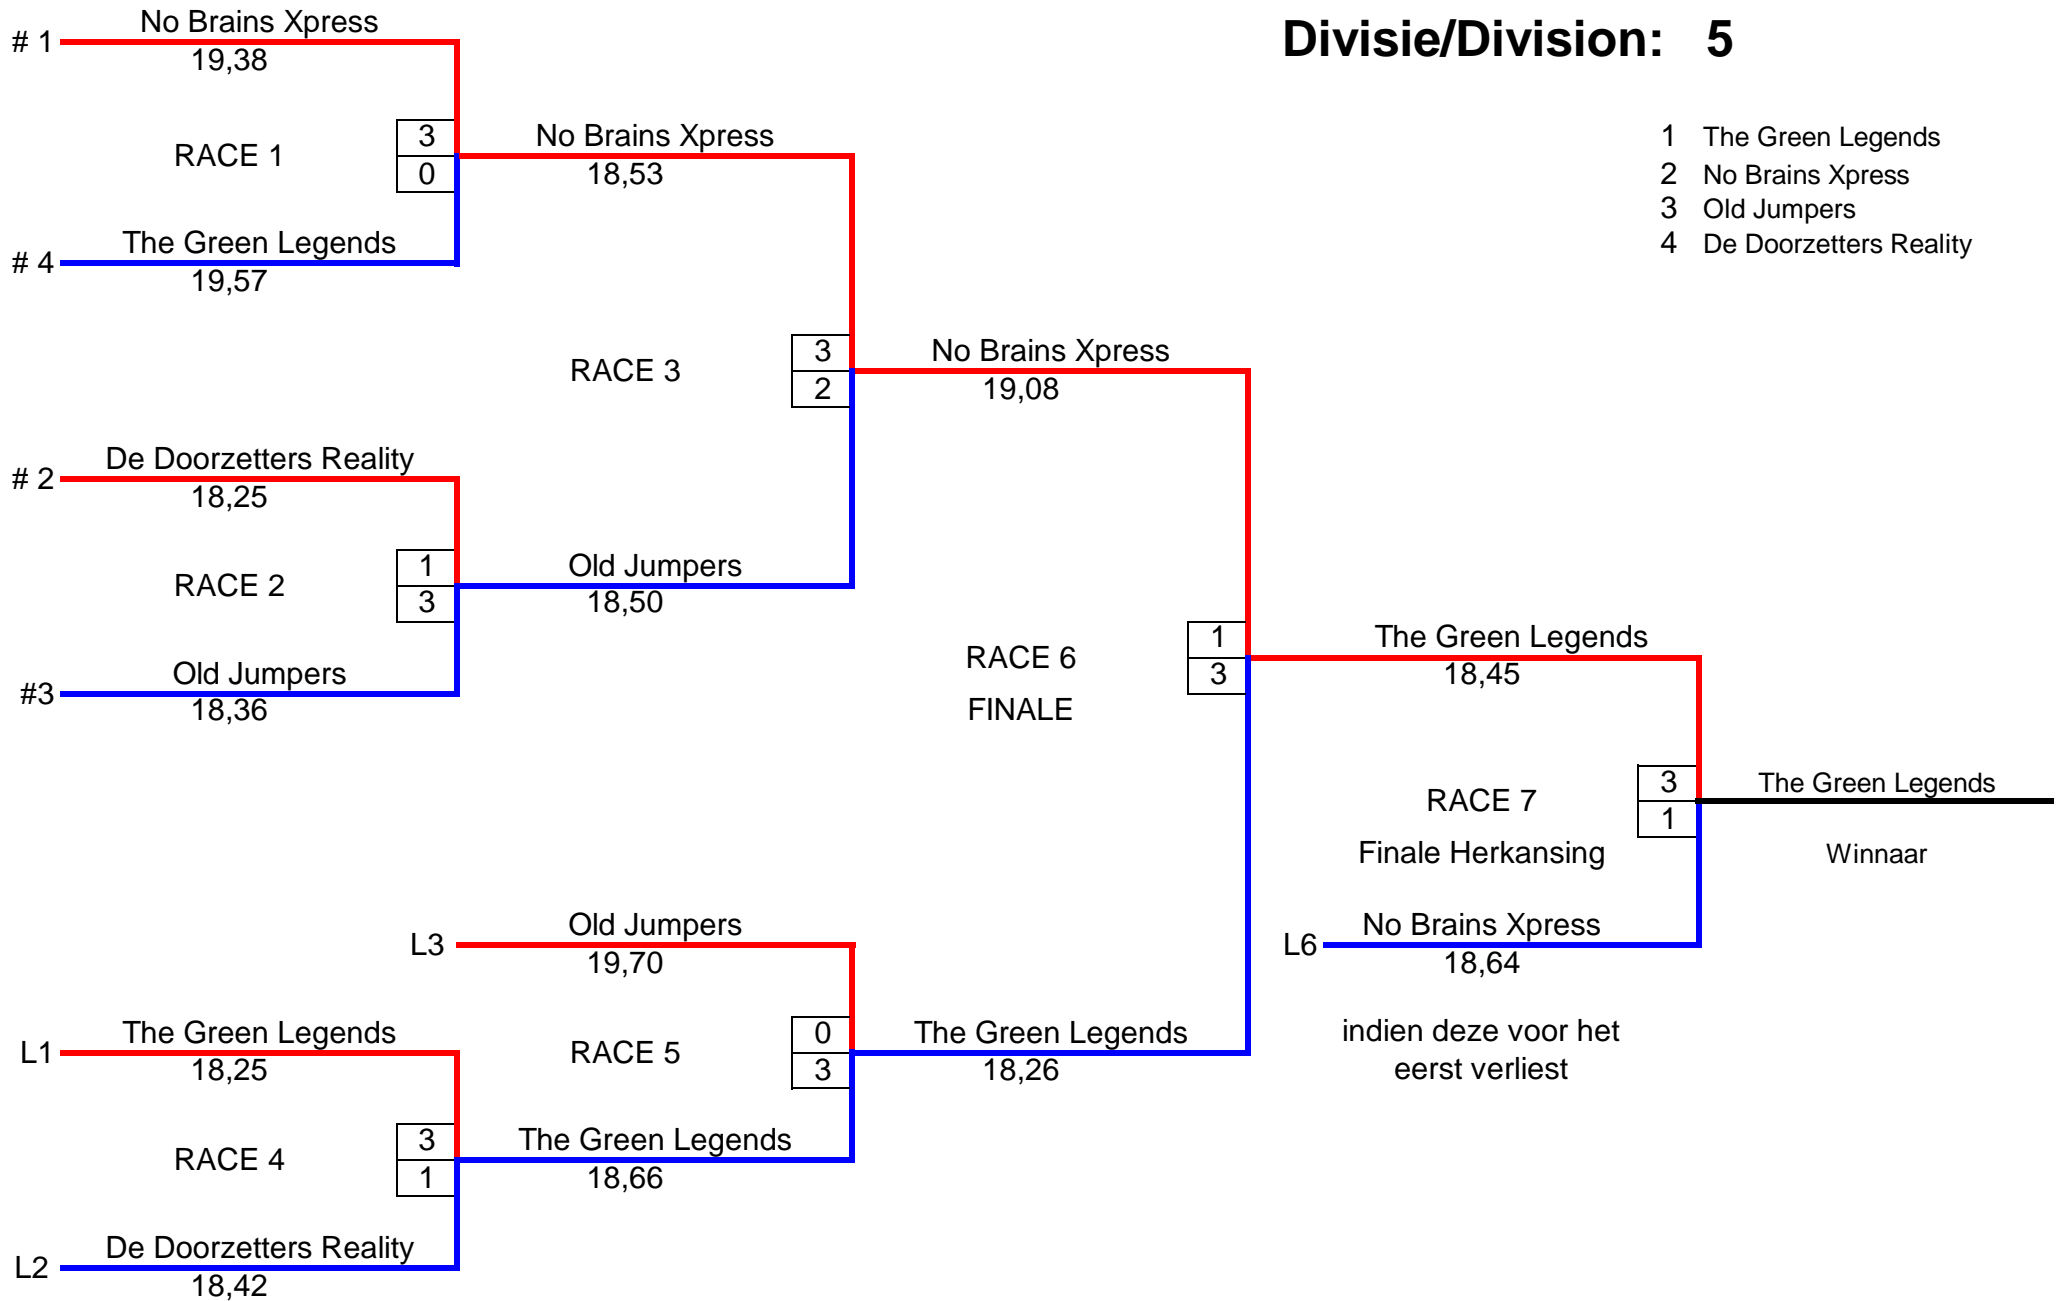 Divisie/Division: 5
1 The Green Legends
2 No Brains Xpress
3 Old Jumpers
4 De Doorzetters Reality
# 1
No Brains Xpress
19,38
RACE 1
3
0
# 4
The Green Legends
19,57
No Brains Xpress
18,53
RACE 3
3
2
# 2
De Doorzetters Reality
18,25
RACE 2
1
3
#3
Old Jumpers
18,36
Old Jumpers
18,50
No Brains Xpress
19,08
RACE 6
FINALE
1
3
The Green Legends
18,45
RACE 7
Finale Herkansing
3
1
The Green Legends
Winnaar
L6
No Brains Xpress
18,64
indien deze voor het
eerst verliest
L3
Old Jumpers
19,70
RACE 5
0
3
The Green Legends
18,26
L1
The Green Legends
18,25
RACE 4
3
1
The Green Legends
18,66
L2
De Doorzetters Reality
18,42